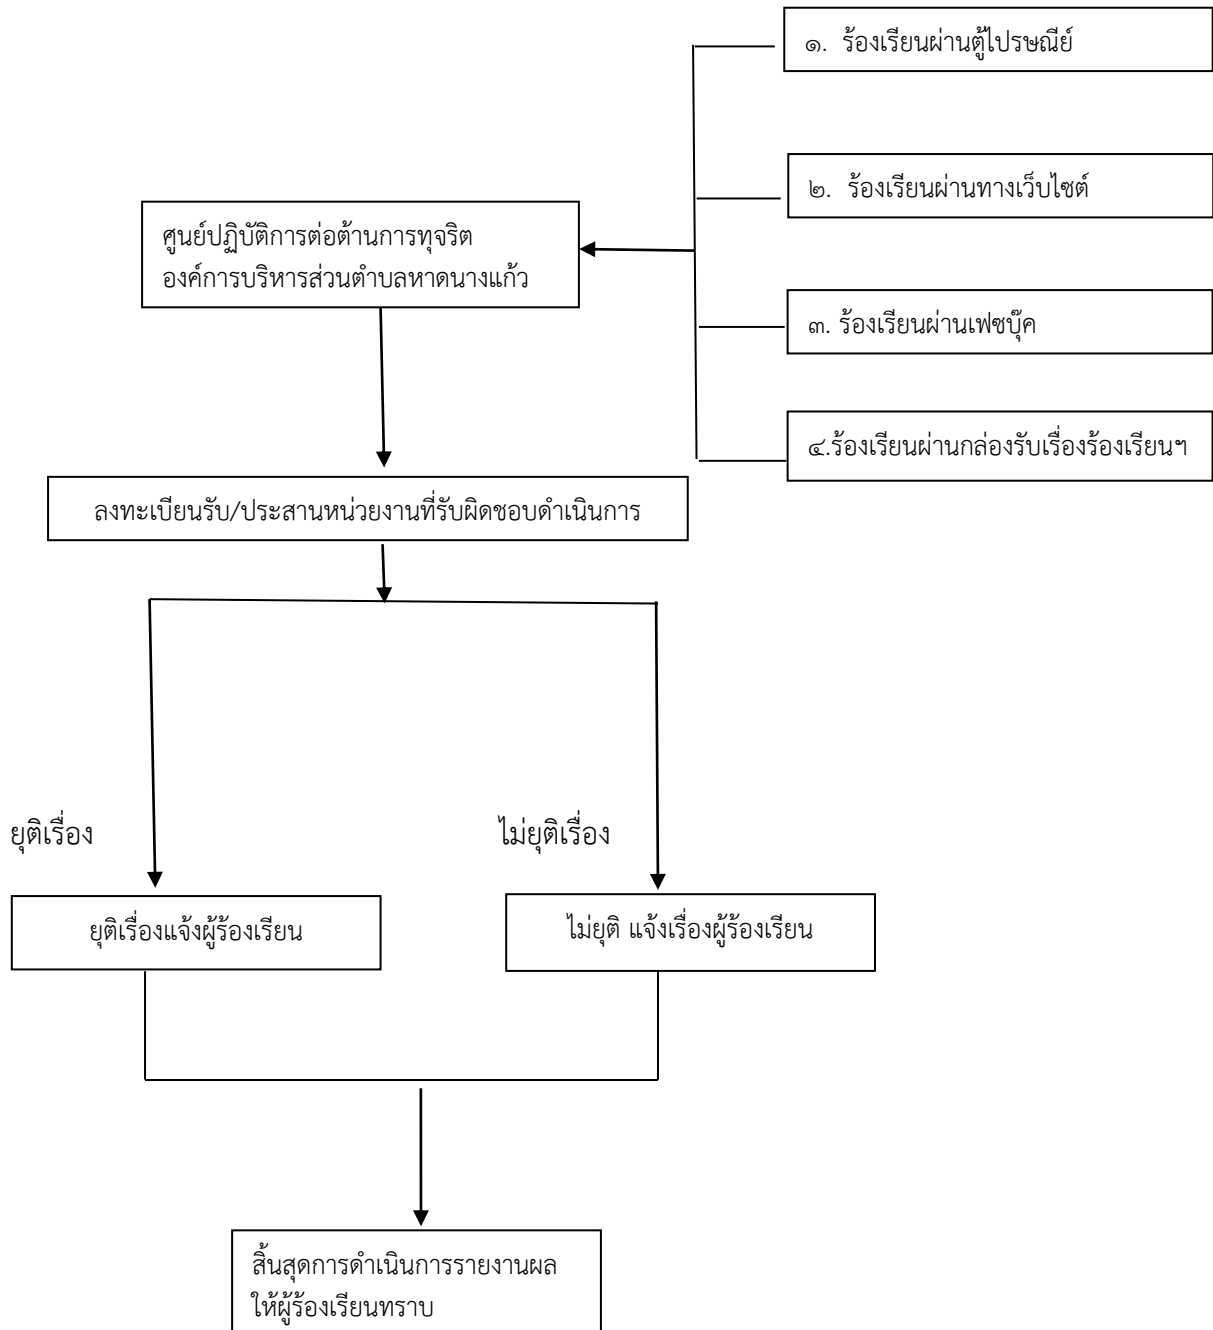 ๑. ร้องเรียนผ่านตู้ไปรษณีย์
๒. ร้องเรียนผ่านทางเว็บไซต์
ศูนย์ปฏิบัติการต่อต้านการทุจริต
องค์การบริหารส่วนตำบลหาดนางแก้ว
๓. ร้องเรียนผ่านเฟซบุ๊ค
๔.ร้องเรียนผ่านกล่องรับเรื่องร้องเรียนฯ
ลงทะเบียนรับ/ประสานหน่วยงานที่รับผิดชอบดำเนินการ
ยุติเรื่อง
ไม่ยุติเรื่อง
ยุติเรื่องแจ้งผู้ร้องเรียน
ไม่ยุติ แจ้งเรื่องผู้ร้องเรียน
สิ้นสุดการดำเนินการรายงานผล
ให้ผู้ร้องเรียนทราบ